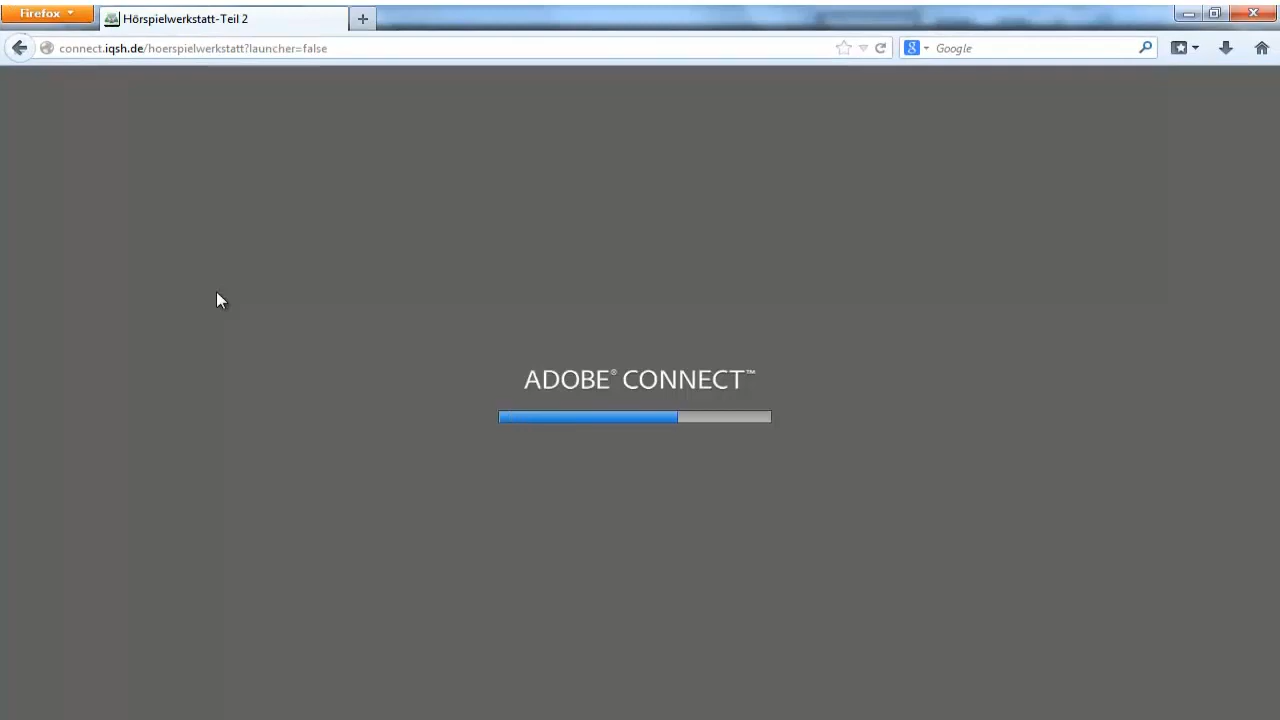 Firefox
Hörspielwerkstatt-Teil 2
connect.iqsh.de/hoerspielwerkstatt?launcher=false
Google
ADOBE® CONNECT™